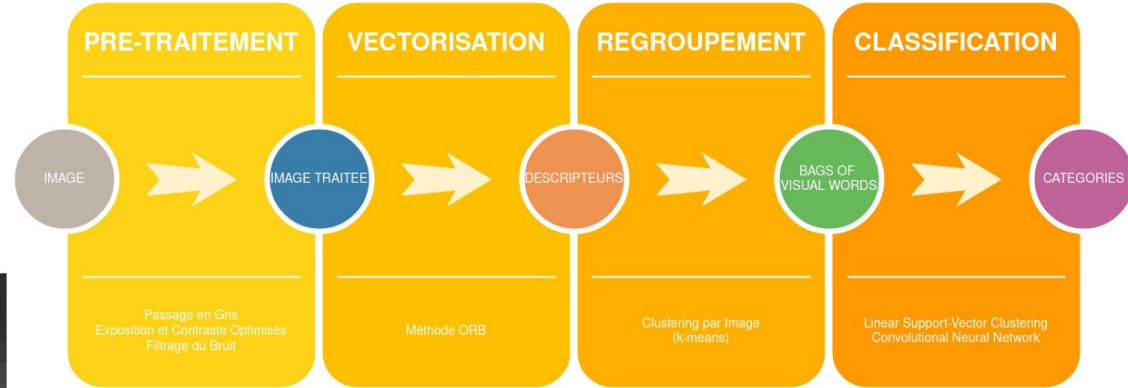 PRE-TRAITEMENT
VECTORISATION
REGROUPEMENT
CLASSIFICATION
IMAGE
IMAGE TRAITEE
DESCRIPTEURS
BAGS OF
VISUAL WORDS
CATEGORIES
Passage en Gris
Exposition et Contraste Optimisés
Filtrage du Bruit
Méthode ORB
Clustering par Image
(k-means)
Linear Support-Vector Clustering
Convolutional Neural Network